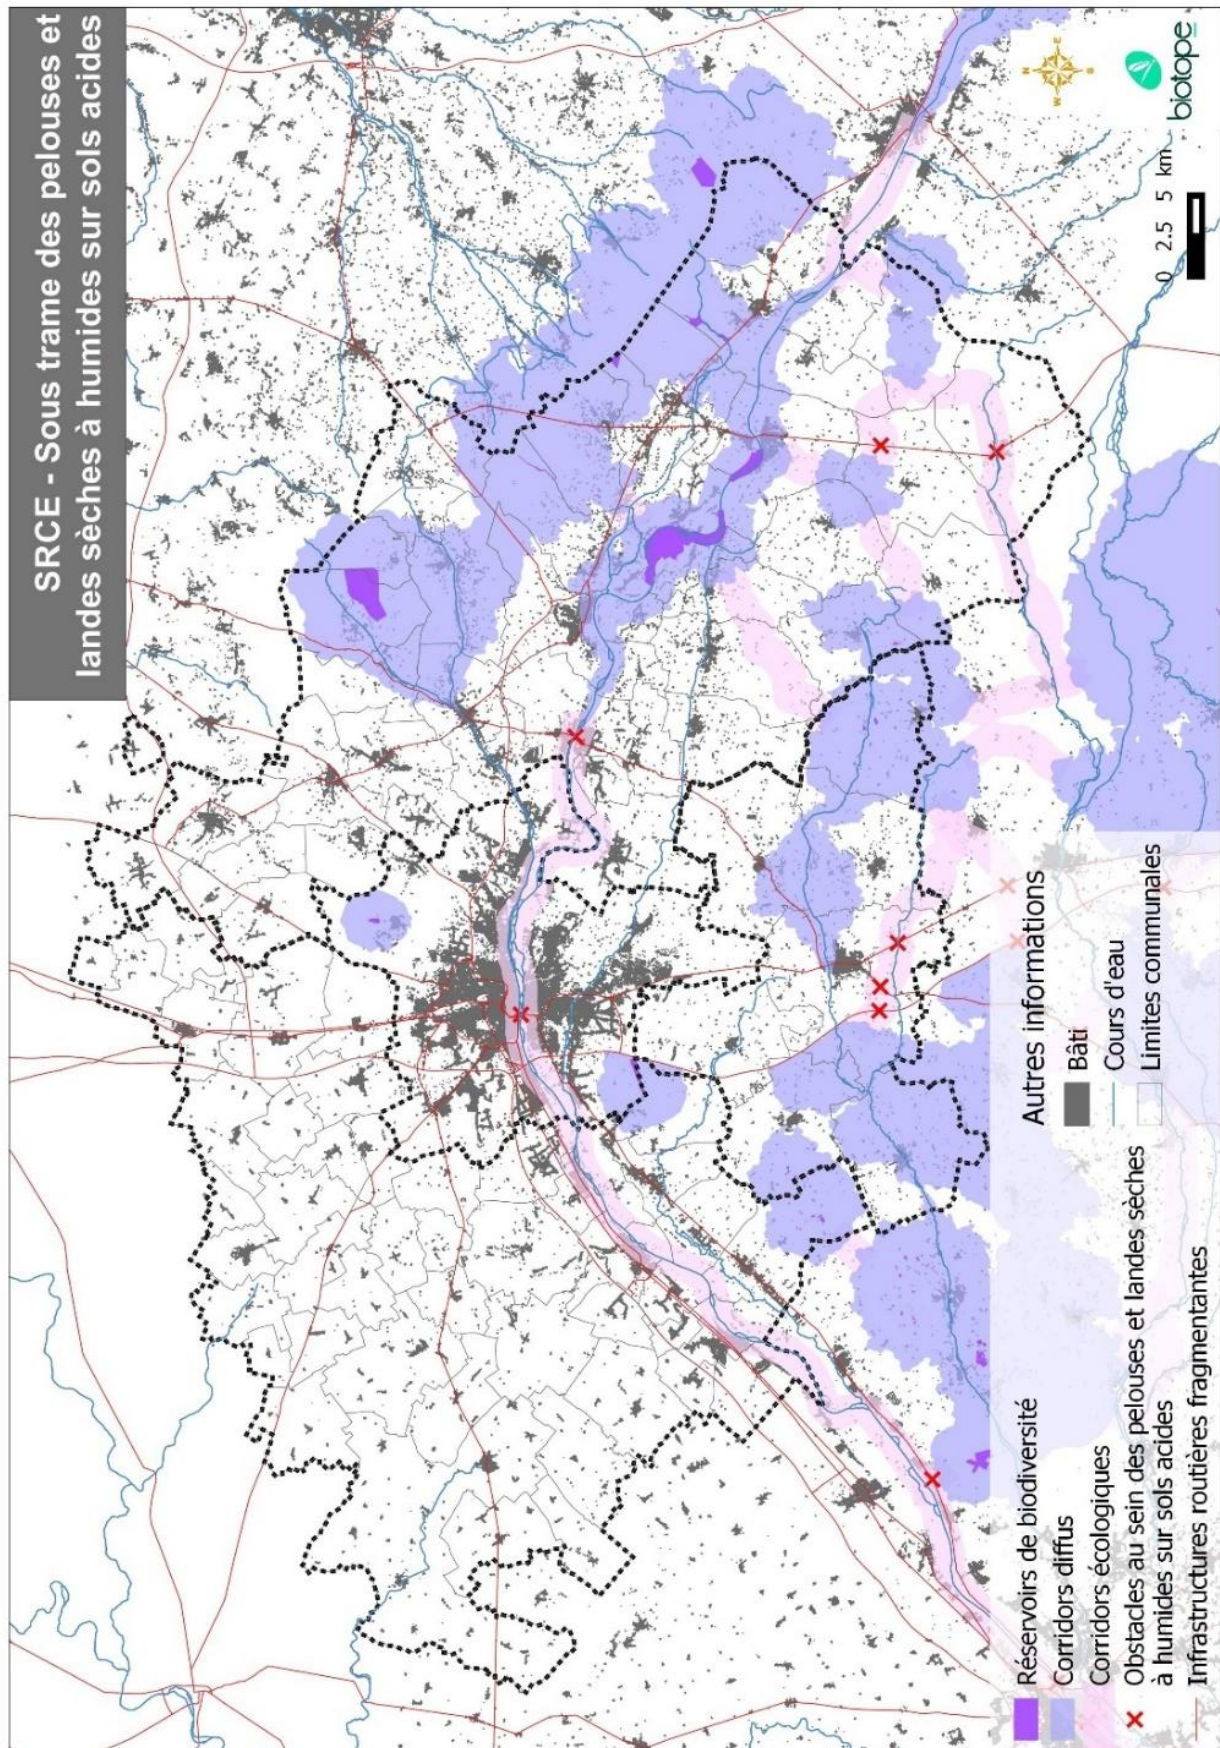 SRCE - Sous trame des pelouses et
landes sèches à humides sur sols acides
Réservoirs de biodiversité
Corridors diffus
Corridors écologiques
Obstacles au sein des pelouses et landes sèches
à humides sur sols acides
Infrastructures routières fragmentantes
Autres informations
Bâti
Cours d'eau
Limites communales
0 2.5 5 km
N
E
S
W
biotope